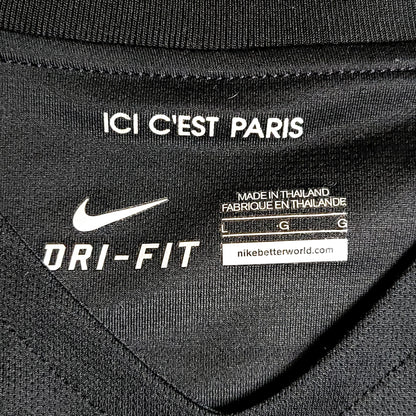 ICI C'EST PARIS
MADE IN THAILAND
FABRIQUE EN THAILANDE
L G G
DRI-FIT
nikebetterworld.com